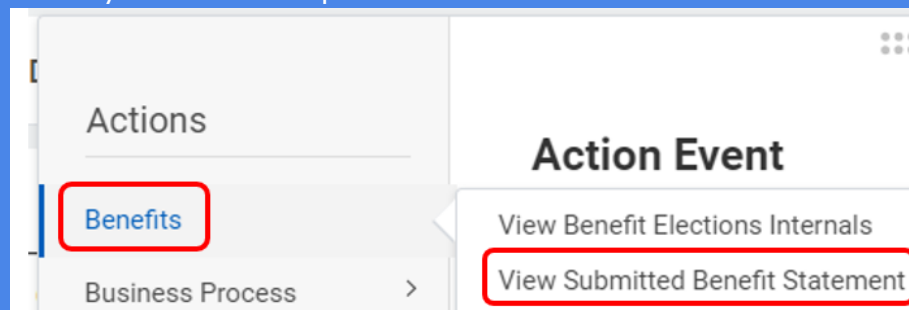 Actions
Action Event
Benefits
View Benefit Elections Internals
View Submitted Benefit Statement
Business Process